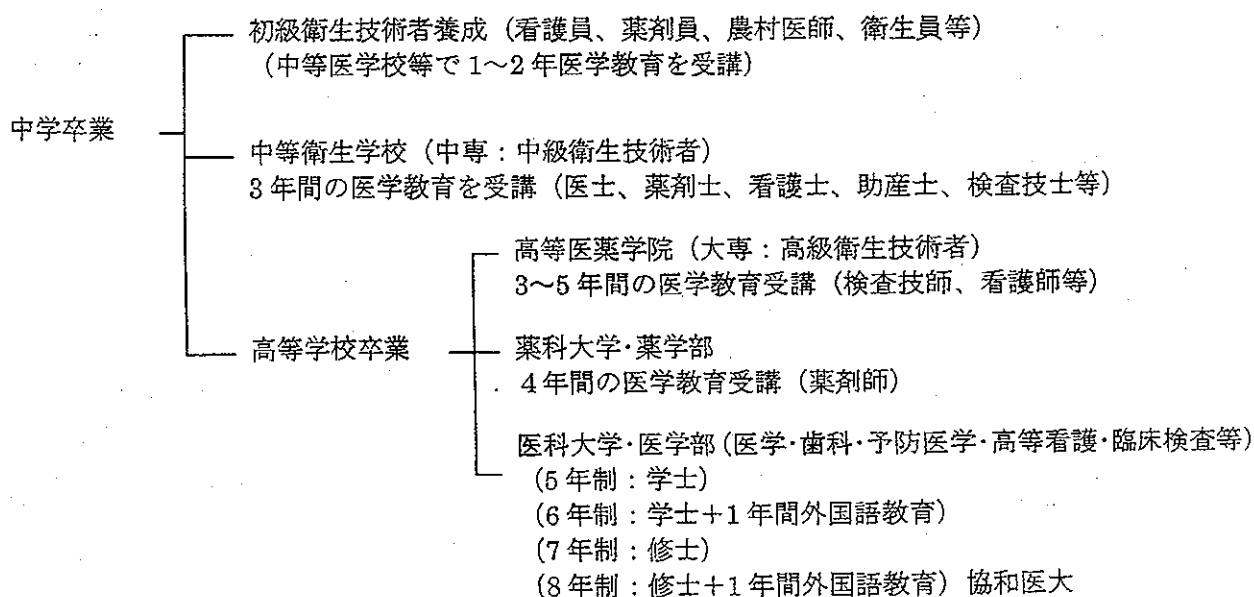 初級衛生技術者養成（看護員、薬剤員、農村医師、衛生員等）
（中等医学校等で1～2年医学教育を受講）
中学卒業
中等衛生学校（中専：中級衛生技術者）
3年間の医学教育を受講（医士、薬剤士、看護士、助産士、検査技士等）
高等医薬学院（大専：高級衛生技術者）
3～5年間の医学教育受講（検査技師、看護師等）
高等学校卒業
薬科大学・薬学部
4年間の医学教育受講（薬剤師）
医科大学・医学部（医学・歯科・予防医学・高等看護・臨床検査等）
（5年制：学士）
（6年制：学士＋1年間外国語教育）
（7年制：修士）
（8年制：修士＋1年間外国語教育）協和医大